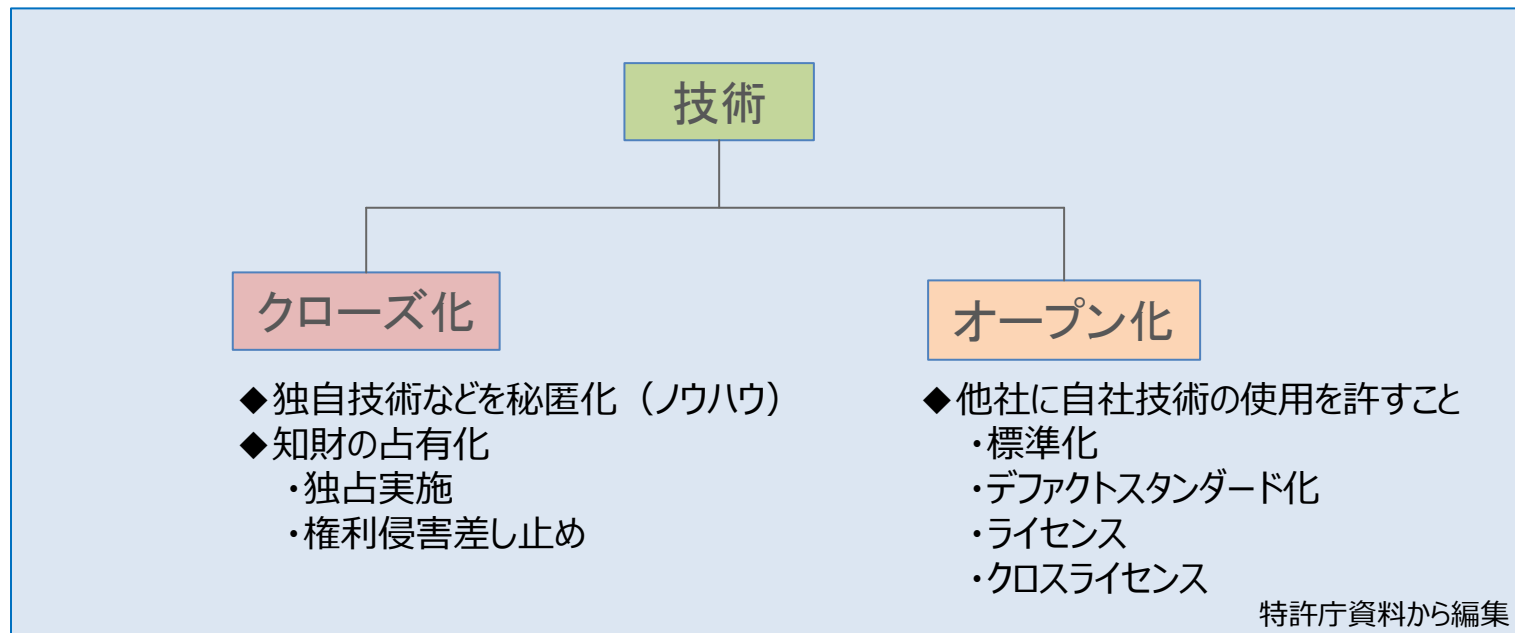 技術
クローズ化
◆独自技術などを秘匿化（ノウハウ）
◆知財の占有化
・独占実施
・権利侵害差し止め
オープン化
◆他社に自社技術の使用を許すこと
・標準化
・デファクトスタンダード化
・ライセンス
・クロスライセンス
特許庁資料から編集